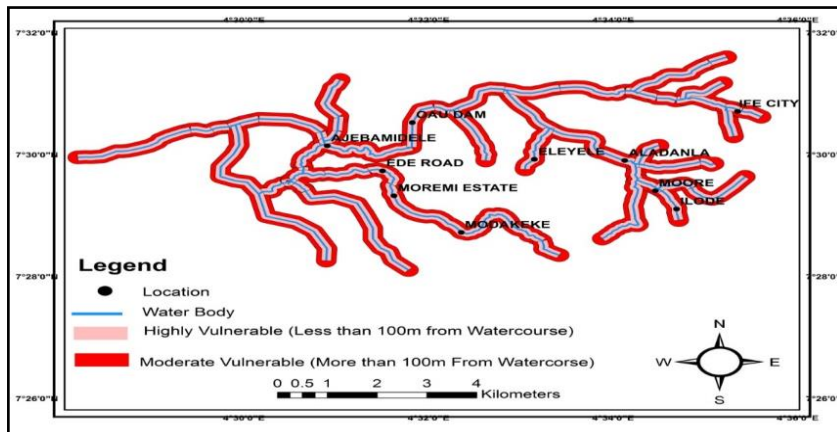 4°30'0"E 4°32'0"E 4°34'0"E 4°36'0"E
7°32'0"N 7°32'0"N
OAU DAM IFE CITY
AJEBAMIDELE
7°30'0"N 7°30'0"N
ELEYELE ALADANLA
EDE ROAD
MOREMI ESTATE MOORE
ILODE
MODAKEKE
7°28'0"N 7°28'0"N
Legend
Location
Water Body
Highly Vulnerable (Less than 100m from Watercourse)
Moderate Vulnerable (More than 100m From Watercorse)
N
W E
S
0 0.5 1 2 3 4
Kilometers
7°26'0"N 7°26'0"N
4°30'0"E 4°32'0"E 4°34'0"E 4°36'0"E